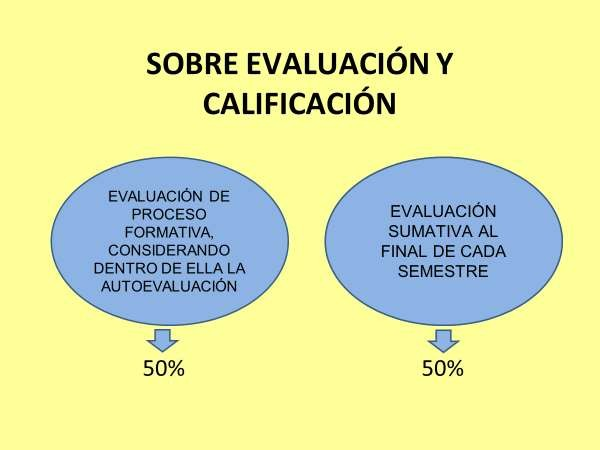 SOBRE EVALUACIÓN Y
CALIFICACIÓN
EVALUACIÓN DE
PROCESO
FORMATIVA,
CONSIDERANDO
DENTRO DE ELLA LA
AUTOEVALUACIÓN
50%
EVALUACIÓN
SUMATIVA AL
FINAL DE CADA
SEMESTRE
50%